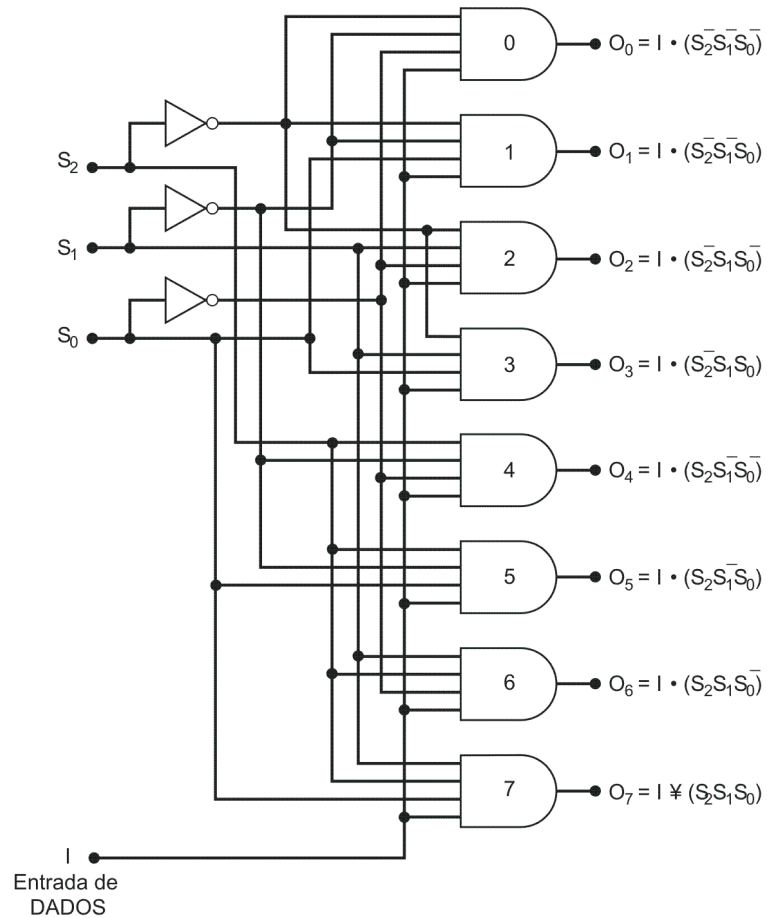 0
O₀ = I • (S̅₂S̅₁S̅₀)
S₂
1
O₁ = I • (S̅₂S̅₁S₀)
S₁
2
O₂ = I • (S̅₂S₁S̅₀)
S₀
3
O₃ = I • (S̅₂S₁S₀)
4
O₄ = I • (S₂S̅₁S̅₀)
5
O₅ = I • (S₂S̅₁S₀)
6
O₆ = I • (S₂S₁S̅₀)
7
O₇ = I ¥ (S₂S₁S₀)
I
Entrada de
DADOS